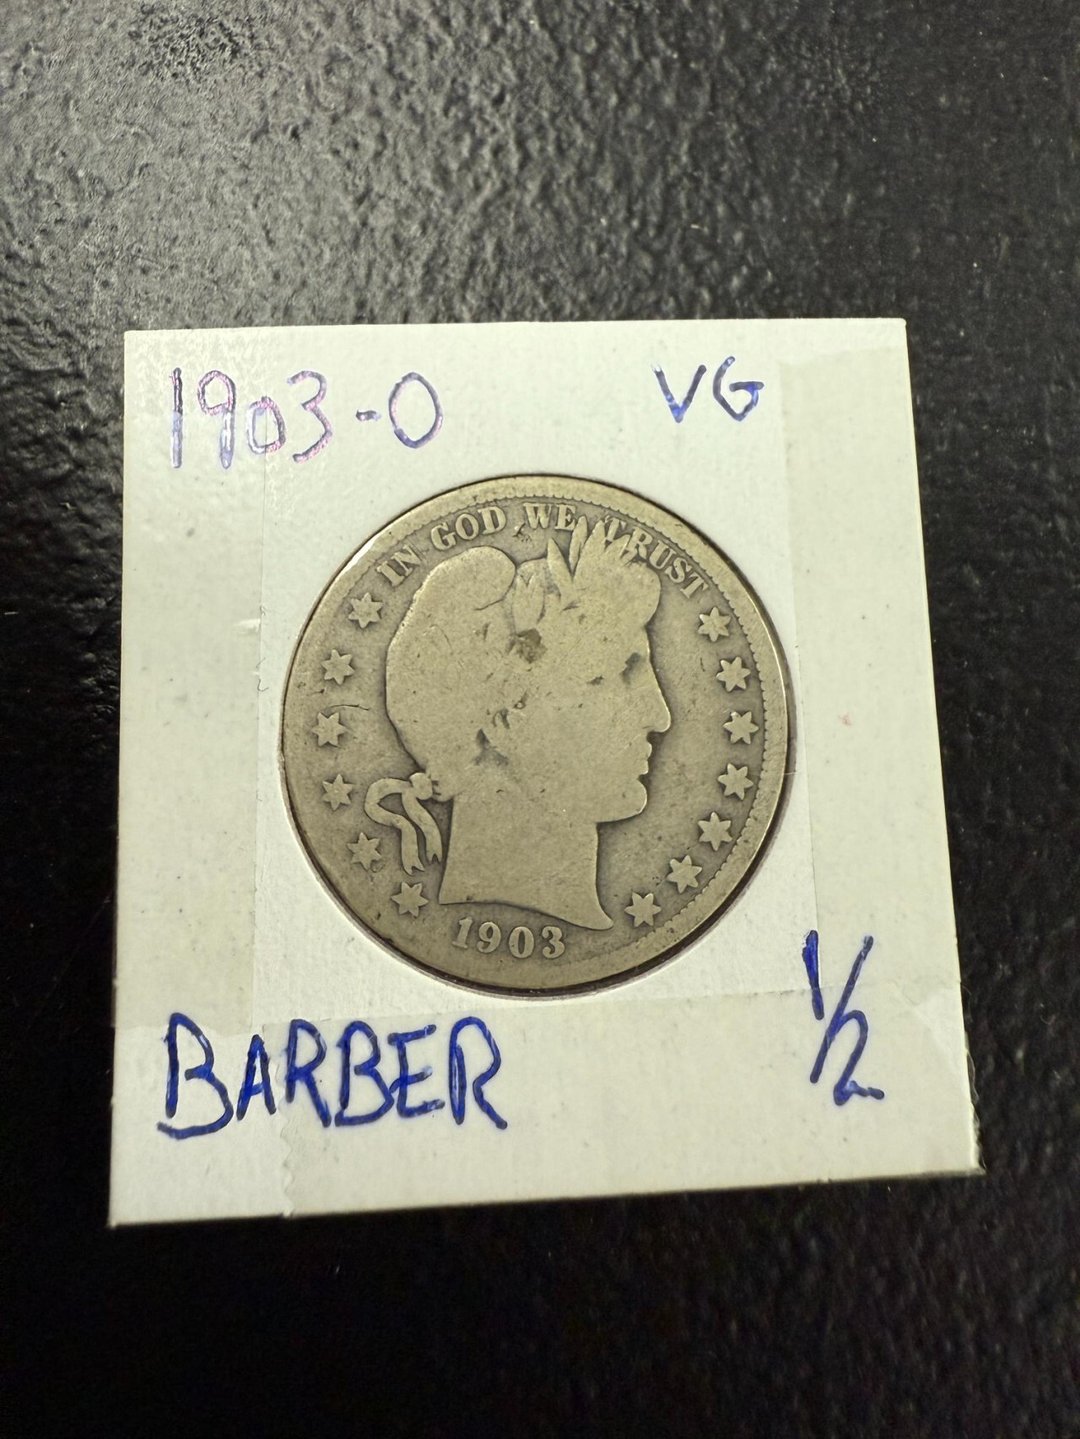 1903-O VG
IN GOD WE TRUST
1903
BARBER 1/2